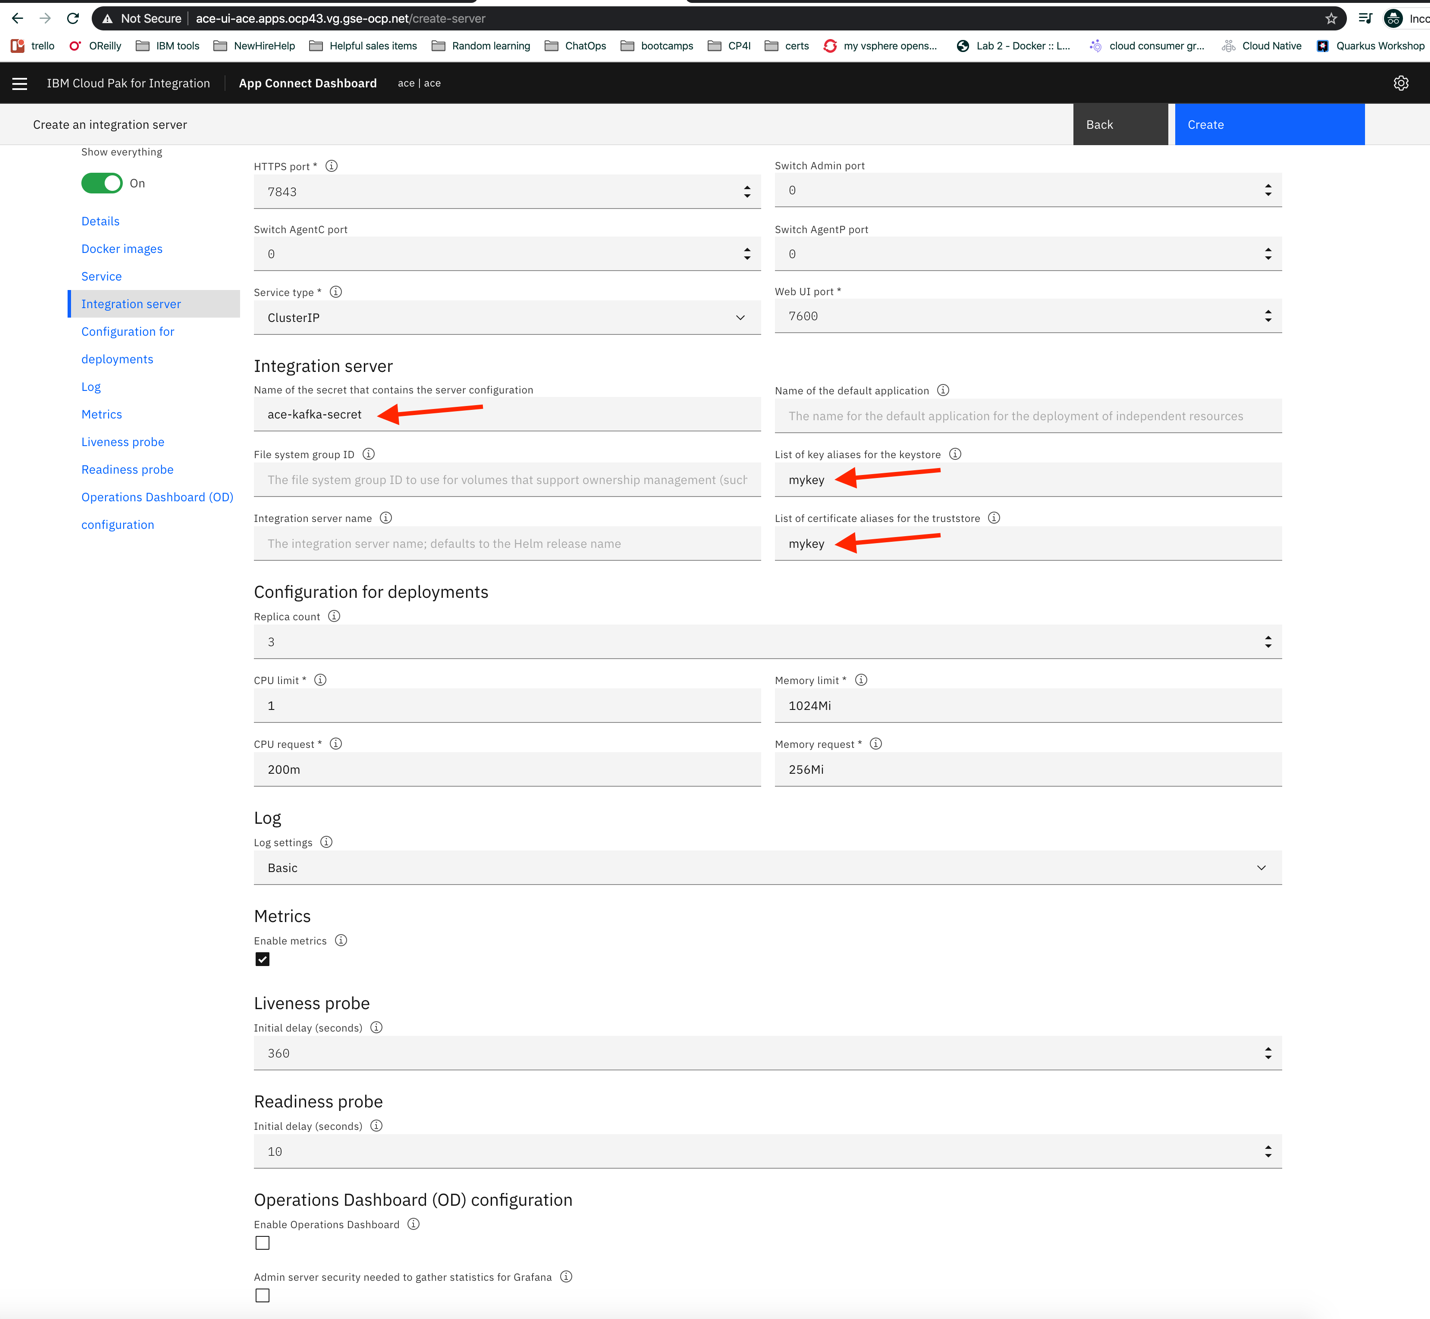 Not Secure ace-ui-ace.apps.ocp43.vg.gse-ocp.net/create-server Inco
trello OReilly IBM tools NewHireHelp Helpful sales items Random learning ChatOps bootcamps CP4I certs my vsphere opens... Lab 2 - Docker :: L... cloud consumer gr... Cloud Native Quarkus Workshop
IBM Cloud Pak for Integration App Connect Dashboard ace | ace
Create an integration server Back Create
Show everything
On
Details
Docker images
Service
Integration server
Configuration for
deployments
Log
Metrics
Liveness probe
Readiness probe
Operations Dashboard (OD)
configuration
HTTPS port * Switch Admin port
7843 0
Switch AgentC port Switch AgentP port
0 0
Service type * Web UI port *
ClusterIP 7600
Integration server
Name of the secret that contains the server configuration Name of the default application
ace-kafka-secret The name for the default application for the deployment of independent resources
File system group ID List of key aliases for the keystore
The file system group ID to use for volumes that support ownership management (such mykey
Integration server name List of certificate aliases for the truststore
The integration server name; defaults to the Helm release name mykey
Configuration for deployments
Replica count
3
CPU limit * Memory limit *
1 1024Mi
CPU request * Memory request *
200m 256Mi
Log
Log settings
Basic
Metrics
Enable metrics
Liveness probe
Initial delay (seconds)
360
Readiness probe
Initial delay (seconds)
10
Operations Dashboard (OD) configuration
Enable Operations Dashboard
Admin server security needed to gather statistics for Grafana